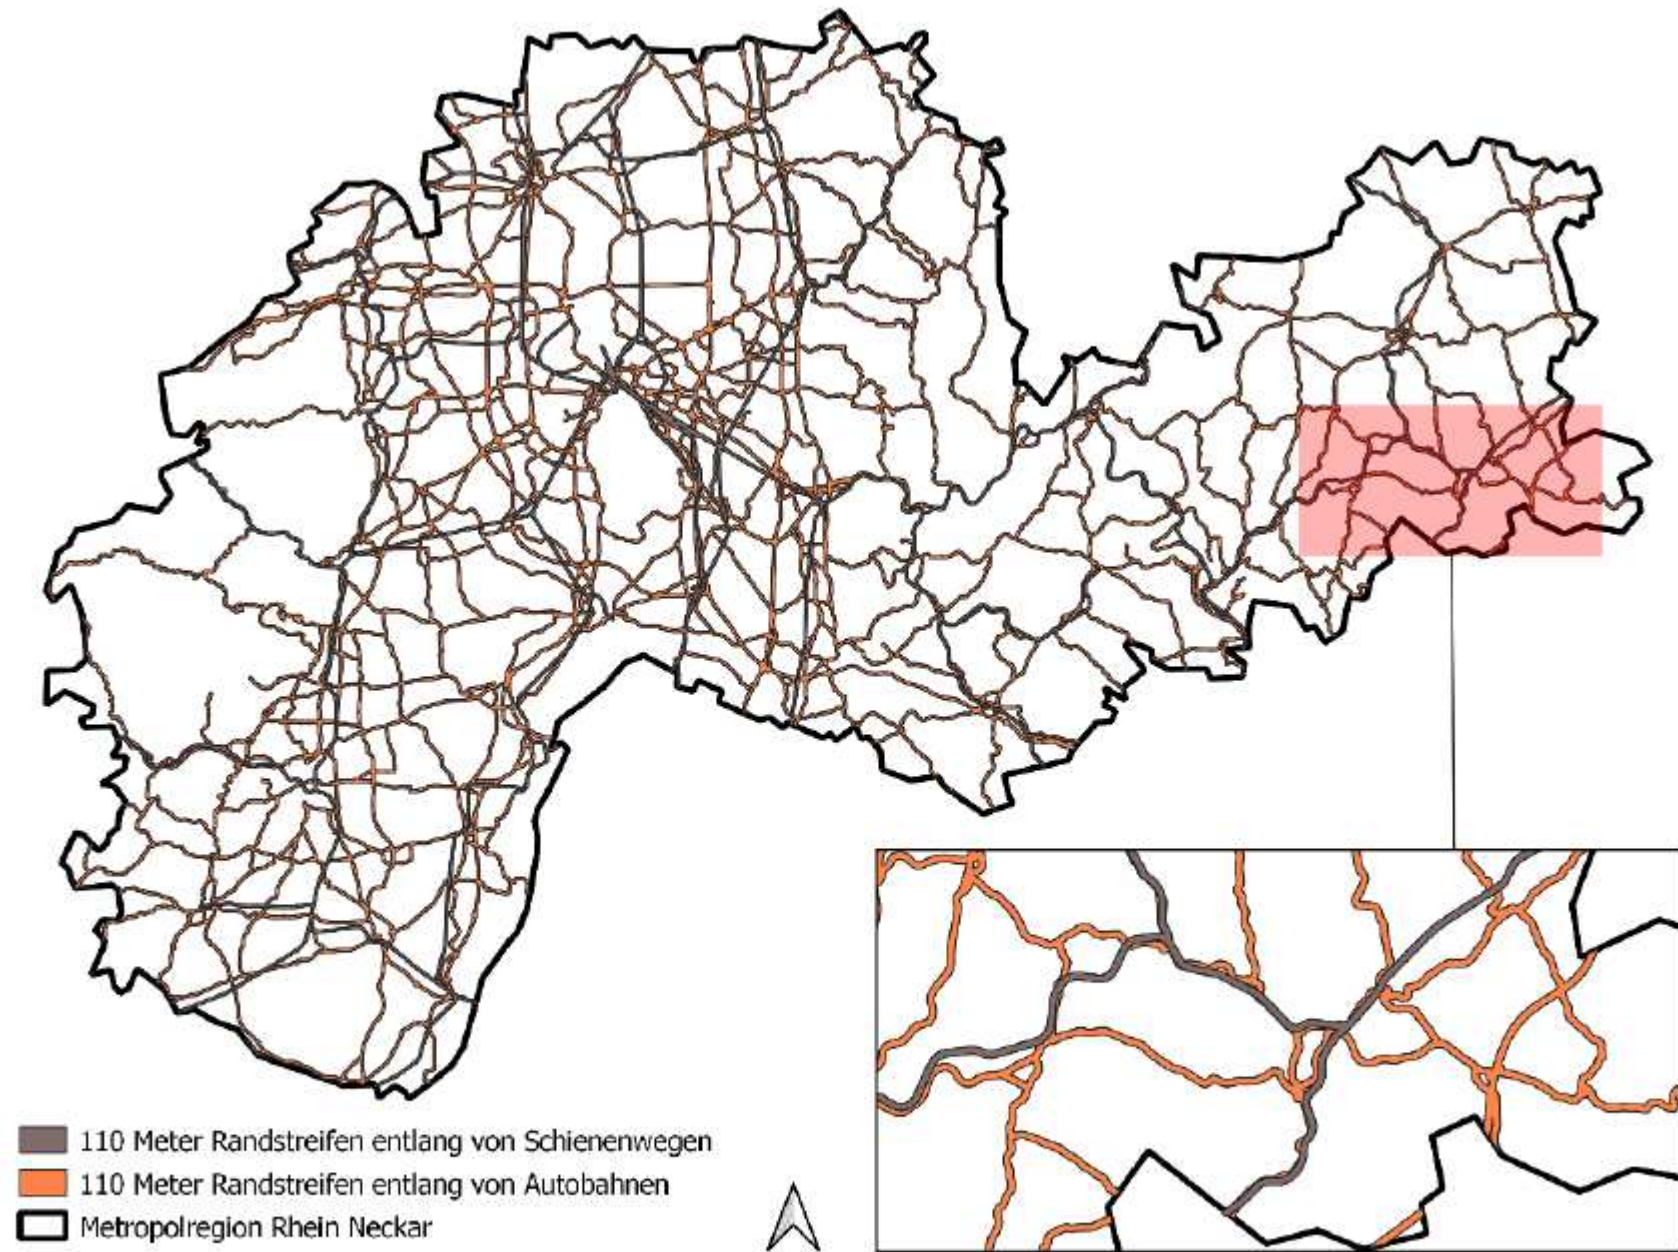 110 Meter Randstreifen entlang von Schienenwegen
110 Meter Randstreifen entlang von Autobahnen
Metropolregion Rhein Neckar